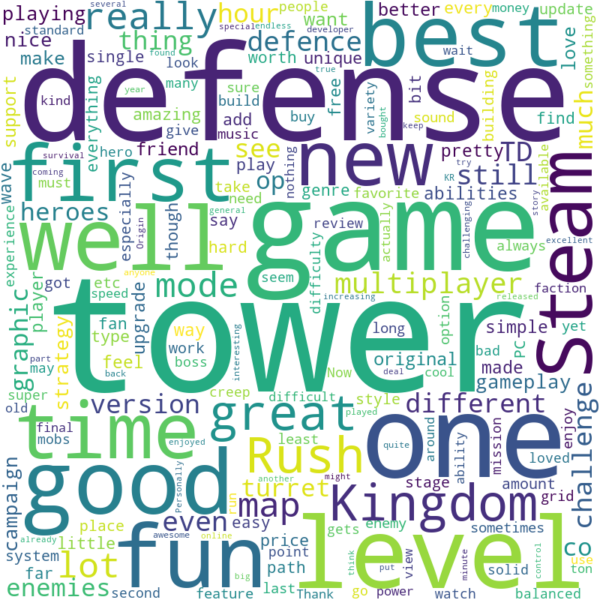 playing
nice
really
hour
people
money
several
endless
special
developer
best
better
every
update
standard
make
thing
single
defence
want
look
found
true
year
wait
love
something
support
kind
many
worth
unique
bit
everything
sure
build
free
variety
defense
amazing
give
add
music
buy
bought
keep
sound
building
find
much
hero
friend
see
play
nothing
pretty
TD
try
KR
survival
coming
must
first
new
still
available
wave
especially
take
need
op
genre
favorite
abilities
story
Steam
experience
heroes
general
Origin
though
say
review
actually
always
challenging
excellent
anyone
hard
well
game
got
etc
seem
difficulty
multiplayer
increasing
released
faction
graphic
player
speed
mode
tower
fan
way
interesting
long
option
simple
yet
may
type
upgrade
work
original
PC
bad
made
part
back
feel
boss
Now
deal
cool
gameplay
strategy
super
version
creep
difficult
style
different
old
final
time
great
played
one
mobs
enjoyed
least
quite
around
ability
mission
loved
enjoy
challenge
Rush
another
might
stage
amount
grid
campaign
good
Personally
run
turret
Kingdom
sometimes
place
fun
even
map
easy
awesome
online
price
gets
enemy
level
co
system
already
little
lot
point
path
think
put
view
minute
solid
control
use
enemies
far
last
big
go
power
watch
balanced
ton
second
feature
Thank